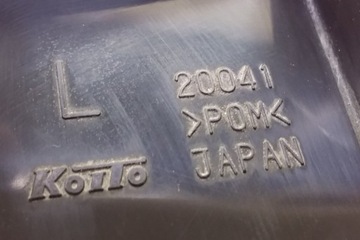 L
20041
>POM<
KOITO
JAPAN